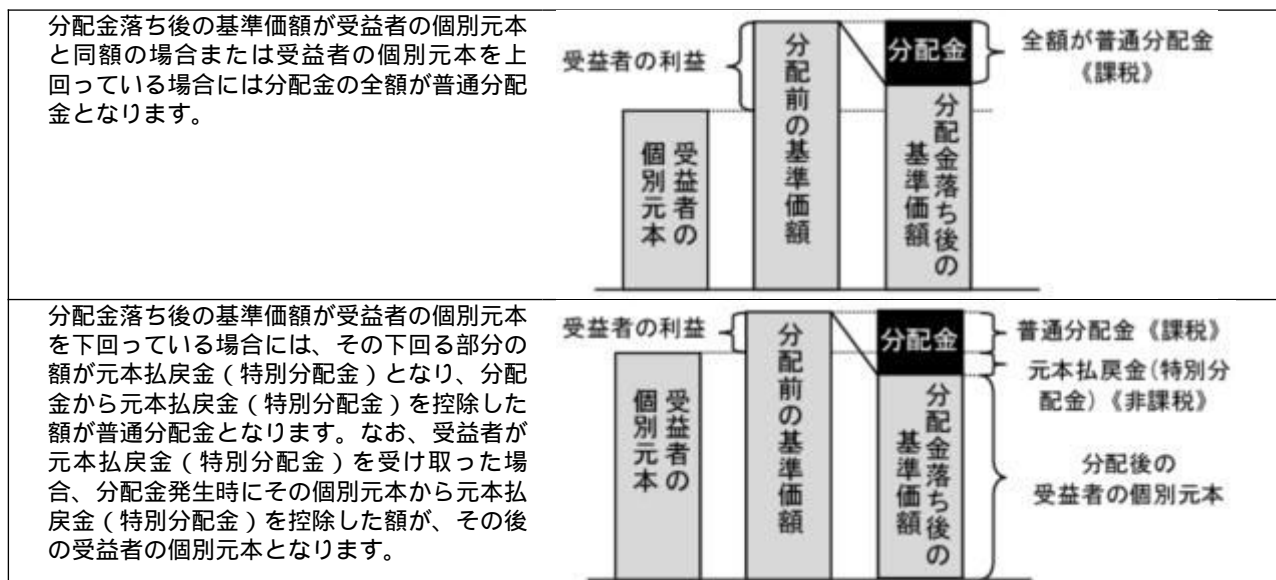 分配金落ち後の基準価額が受益者の個別元本
と同額の場合または受益者の個別元本を上
回っている場合には分配金の全額が普通分配
金となります。
受益者の利益
受益者の
個別元本
分配前の基準価額
分配金
分配金落ち後の
基準価額
全額が普通分配金
《課税》
分配金落ち後の基準価額が受益者の個別元本
を下回っている場合には、その下回る部分の
額が元本払戻金（特別分配金）となり、分配
金から元本払戻金（特別分配金）を控除した
額が普通分配金となります。なお、受益者が
元本払戻金（特別分配金）を受け取った場
合、分配金発生時にその個別元本から元本払
戻金（特別分配金）を控除した額が、その後
の受益者の個別元本となります。
受益者の利益
受益者の
個別元本
分配前の基準価額
分配金
分配金落ち後の
基準価額
普通分配金《課税》
元本払戻金(特別分
配金)《非課税》
分配後の
受益者の個別元本